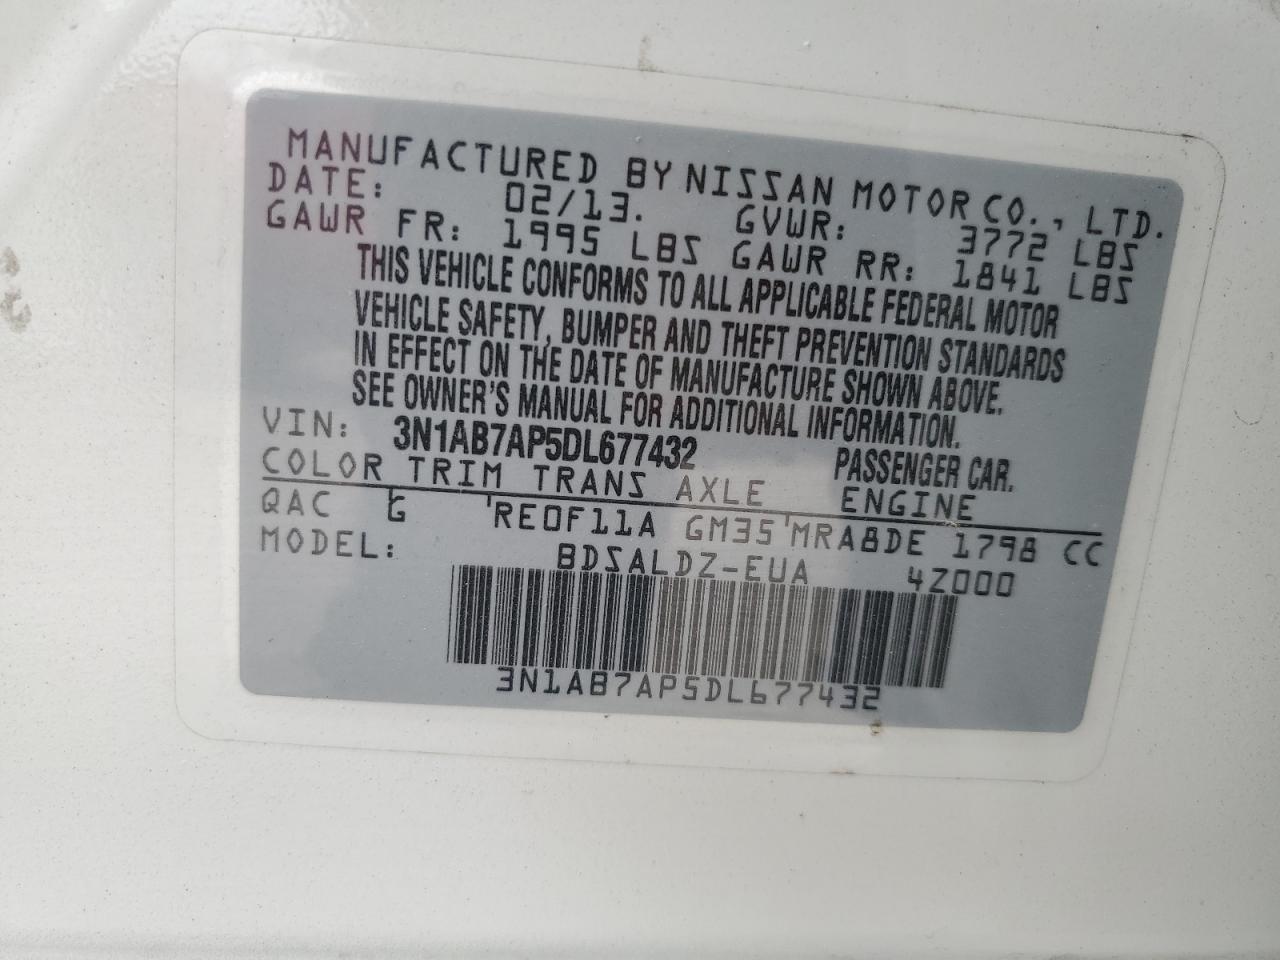 MANUFACTURED BY NISSAN MOTOR CO., LTD.
DATE: 02/13. GVWR: 3772 LBS
GAWR FR: 1995 LBS GAWR RR: 1841 LBS
THIS VEHICLE CONFORMS TO ALL APPLICABLE FEDERAL MOTOR
VEHICLE SAFETY, BUMPER AND THEFT PREVENTION STANDARDS
IN EFFECT ON THE DATE OF MANUFACTURE SHOWN ABOVE.
SEE OWNER'S MANUAL FOR ADDITIONAL INFORMATION.
VIN: 3N1AB7AP5DL677432 PASSENGER CAR.
COLOR TRIM TRANS AXLE ENGINE
QAC G RE0F11A GM35 MRA8DE 1798 CC
MODEL: BDSALDZ-EUA 4Z000
3N1AB7AP5DL677432